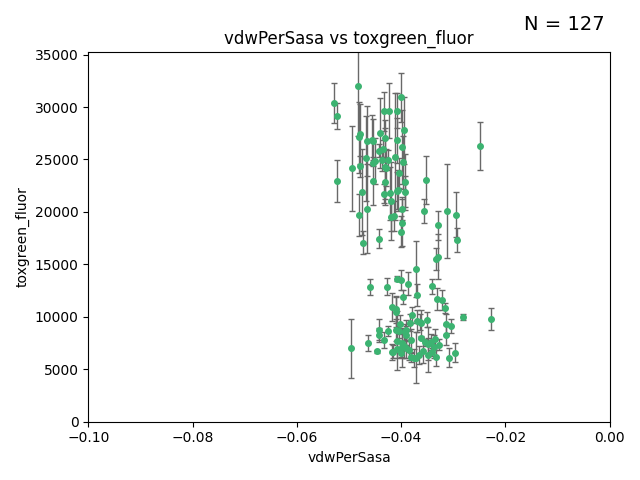 N = 127
vdwPerSasa vs toxgreen_fluor
35000
30000
25000
20000
15000
10000
5000
0
toxgreen_fluor
−0.10 −0.08 −0.06 −0.04 −0.02 0.00
vdwPerSasa